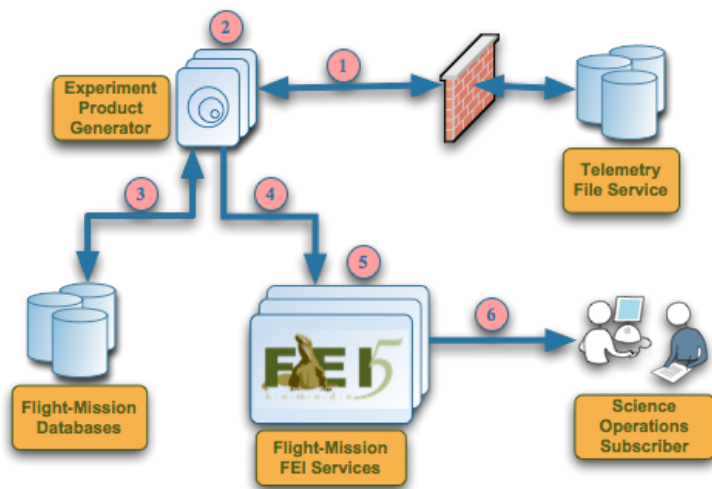 2
1
Experiment
Product
Generator
Telemetry
File Service
3
4
5
6
FEI5
komodo
Flight-Mission
Databases
Flight-Mission
FEI Services
Science
Operations
Subscriber